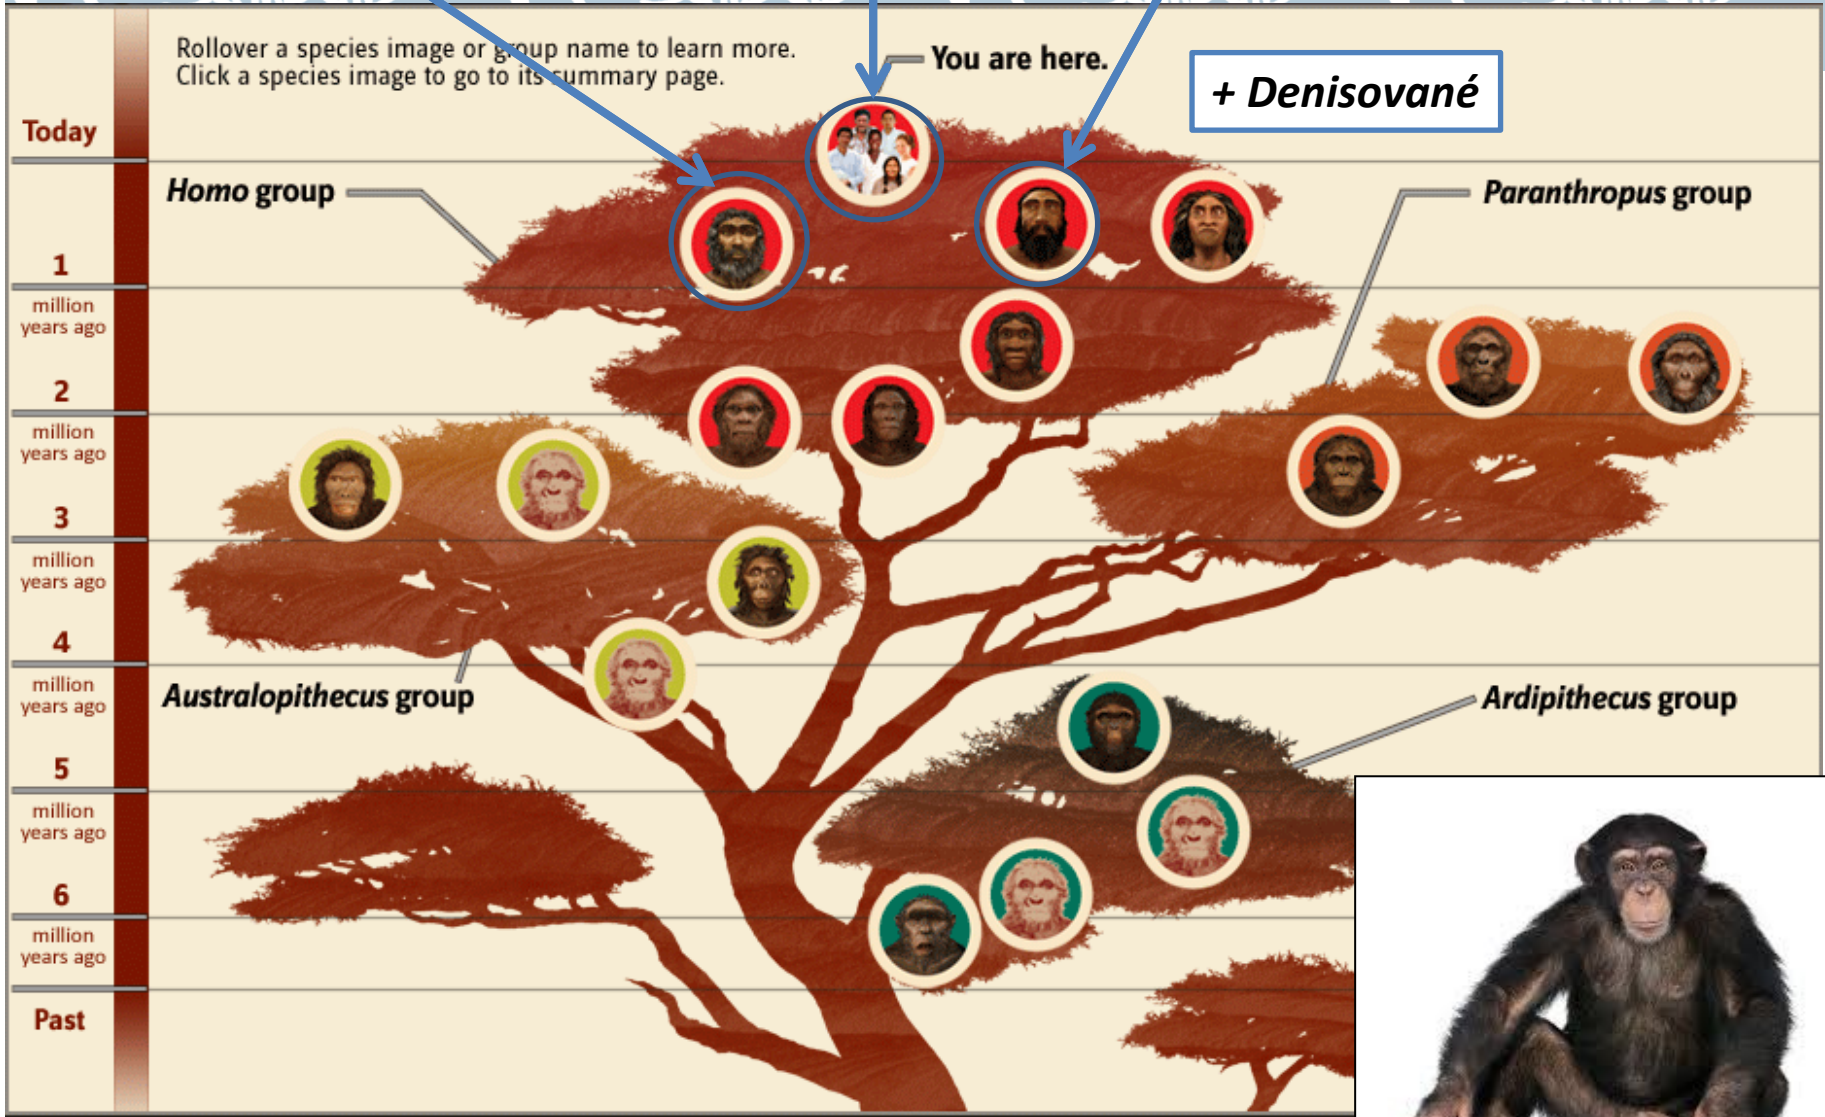 Rollover a species image or group name to learn more.
Click a species image to go to its summary page.
You are here.
+ Denisované
Today
Homo group
Paranthropus group
1
million
years ago
2
million
years ago
3
million
years ago
4
million
years ago
Australopithecus group
Ardipithecus group
5
million
years ago
6
million
years ago
Past